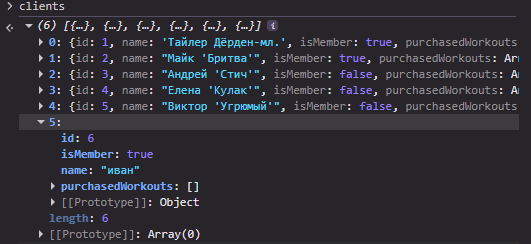 clients
(6) [{…}, {…}, {…}, {…}, {…}, {…}] i
0: {id: 1, name: 'Тайлер Дёрден-мл.', isMember: true, purchasedWorkouts
1: {id: 2, name: "Майк 'Бритва'", isMember: true, purchasedWorkouts: Ar
2: {id: 3, name: "Андрей 'Стич'", isMember: false, purchasedWorkouts: A
3: {id: 4, name: "Елена 'Кулак'", isMember: false, purchasedWorkouts: A
4: {id: 5, name: "Виктор 'Угрюмый'", isMember: false, purchasedWorkouts
5:
id: 6
isMember: true
name: "иван"
purchasedWorkouts: []
[[Prototype]]: Object
length: 6
[[Prototype]]: Array(0)